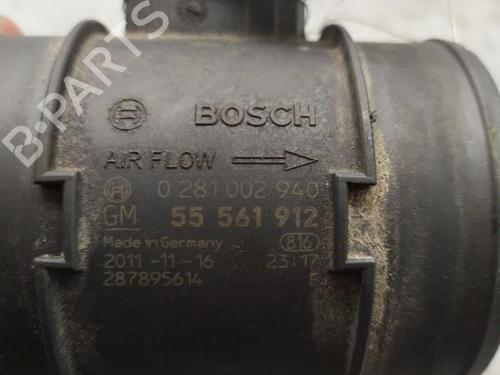 B-PARTS
BOSCH
AIR FLOW
0 281 002 940
GM 55 561 912
Made in Germany 816
2011-11-16 23:17
287895614 F